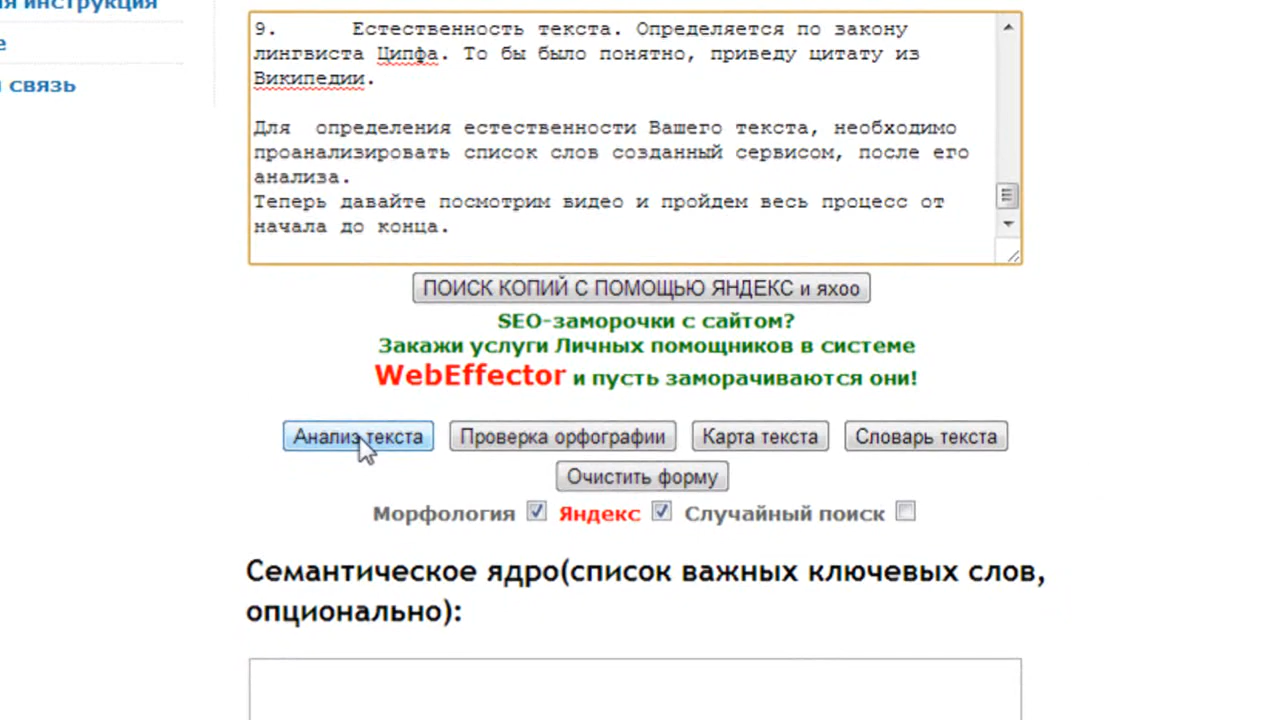 инструкция
е
связь
9. Естественность текста. Определяется по закону
лингвиста Ципфа. То бы было понятно, приведу цитату из
Википедии.
Для определения естественности Вашего текста, необходимо
проанализировать список слов созданный сервисом, после его
анализа.
Теперь давайте посмотрим видео и пройдем весь процесс от
начала до конца.
ПОИСК КОПИЙ С ПОМОЩЬЮ ЯНДЕКС и яхоо
SEO-заморочки с сайтом?
Закажи услуги Личных помощников в системе
WebEffector и пусть заморачиваются они!
Анализ текста Проверка орфографии Карта текста Словарь текста
Очистить форму
Морфология Яндекс Случайный поиск
Семантическое ядро(список важных ключевых слов,
опционально):